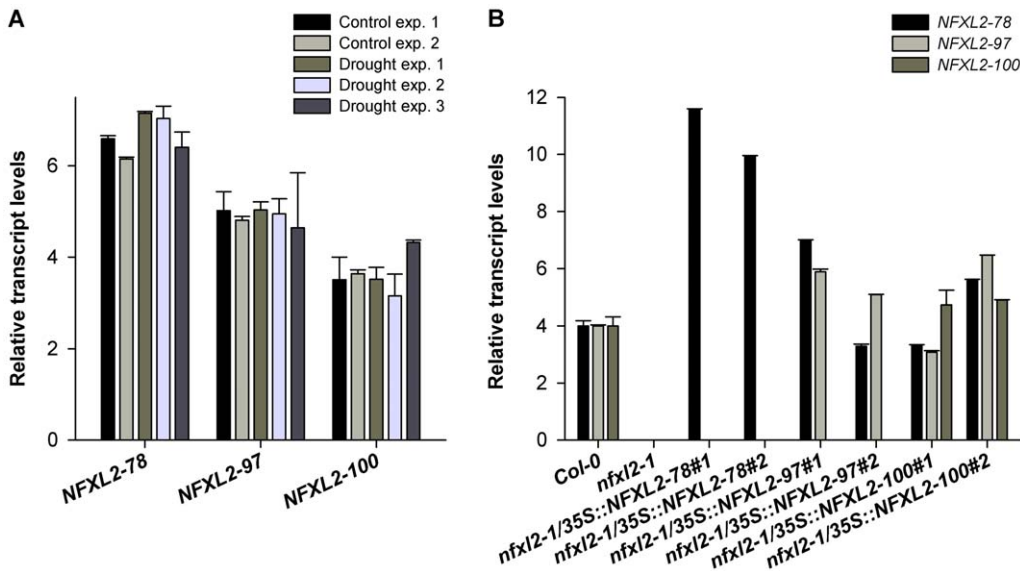 A
Control exp. 1
Control exp. 2
Drought exp. 1
Drought exp. 2
Drought exp. 3
Relative transcript levels
6
4
2
0
NFXL2-78
NFXL2-97
NFXL2-100
B
NFXL2-78
NFXL2-97
NFXL2-100
Relative transcript levels
12
10
8
6
4
2
0
Col-0
nfxl2-1
nfxl2-1/35S::NFXL2-78#1
nfxl2-1/35S::NFXL2-78#2
nfxl2-1/35S::NFXL2-97#1
nfxl2-1/35S::NFXL2-97#2
nfxl2-1/35S::NFXL2-100#1
nfxl2-1/35S::NFXL2-100#2